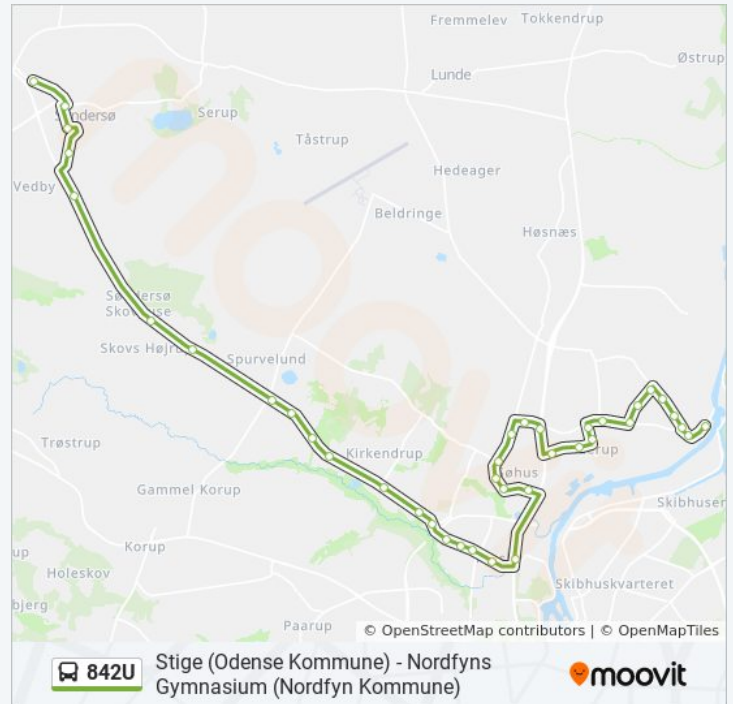 Fremmelev
Tokkendrup
Lunde
Østrup
Serup
Tåstrup
Hedeager
Vedby
Beldringe
Høsnæs
Skovs Højrup
Spurvelund
Trøstrup
Kirkendrup
Gammel Korup
Skibhusene
Korup
Holeskov
Skibhuskvarteret
Paarup
© OpenStreetMap contributors | © OpenMapTiles
842U
Stige (Odense Kommune) - Nordfyns
Gymnasium (Nordfyn Kommune)
moovit